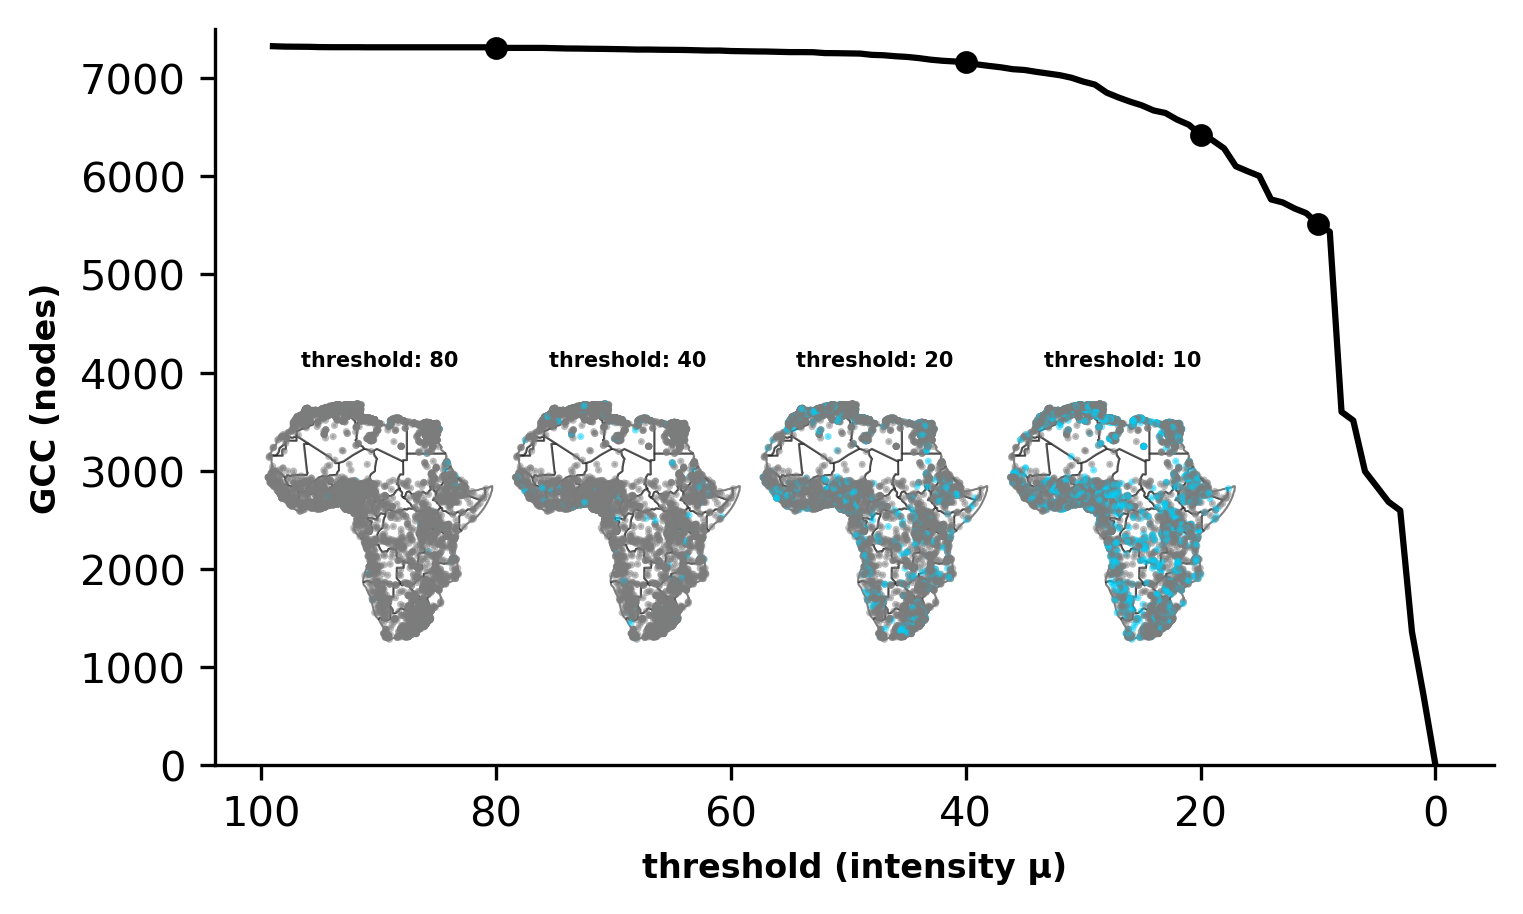 7000
6000
5000
4000
3000
2000
1000
0
GCC (nodes)
threshold: 80
threshold: 40
threshold: 20
threshold: 10
100
80
60
40
20
0
threshold (intensity μ)